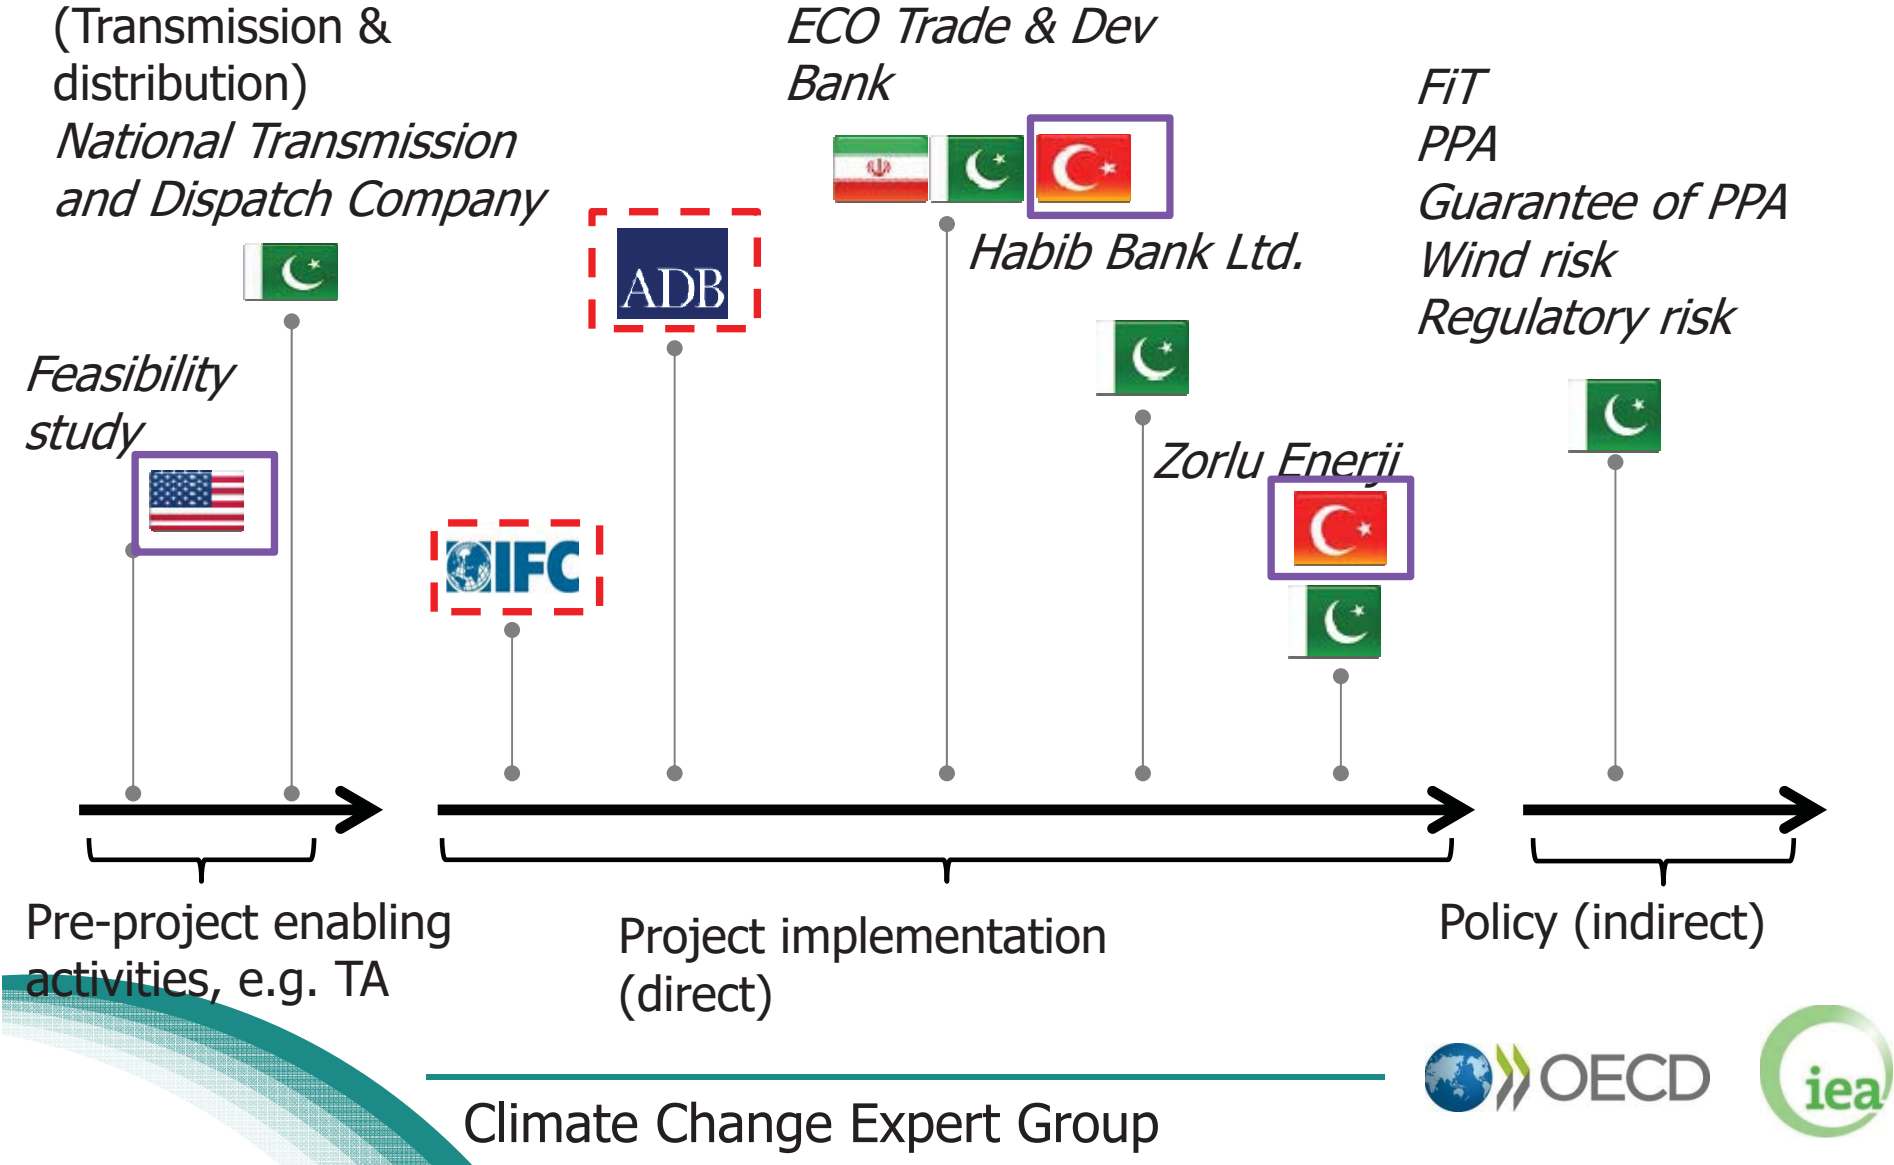 (Transmission &
distribution)
National Transmission
and Dispatch Company
Feasibility
study
IFC
ADB
ECO Trade & Dev
Bank
Habib Bank Ltd.
Zorlu Enerji
FiT
PPA
Guarantee of PPA
Wind risk
Regulatory risk
Pre-project enabling
activities, e.g. TA
Project implementation
(direct)
Policy (indirect)
Climate Change Expert Group
OECD
iea